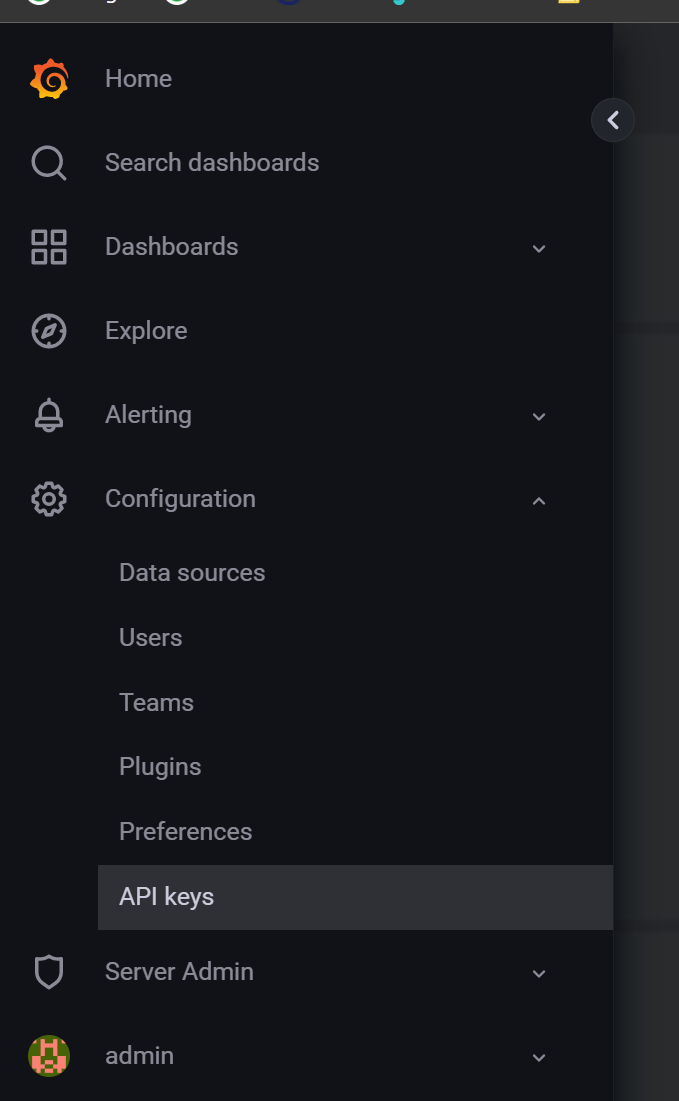 Home
Search dashboards
Dashboards
Explore
Alerting
Configuration
Data sources
Users
Teams
Plugins
Preferences
API keys
Server Admin
admin